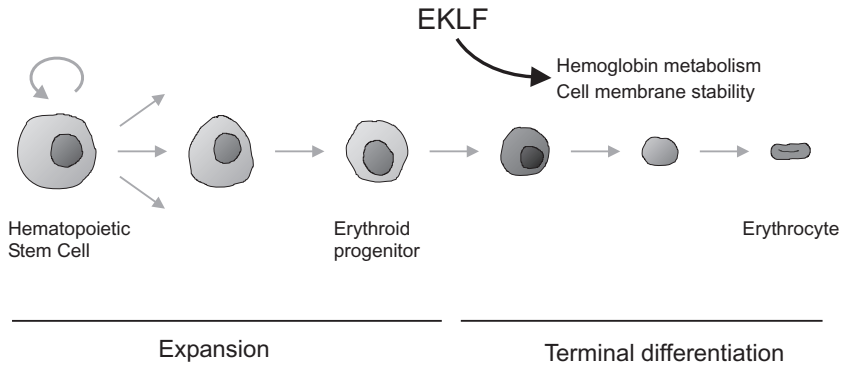 EKLF
Hemoglobin metabolism
Cell membrane stability
Hematopoietic
Stem Cell
Erythroid
progenitor
Erythrocyte
Expansion
Terminal differentiation